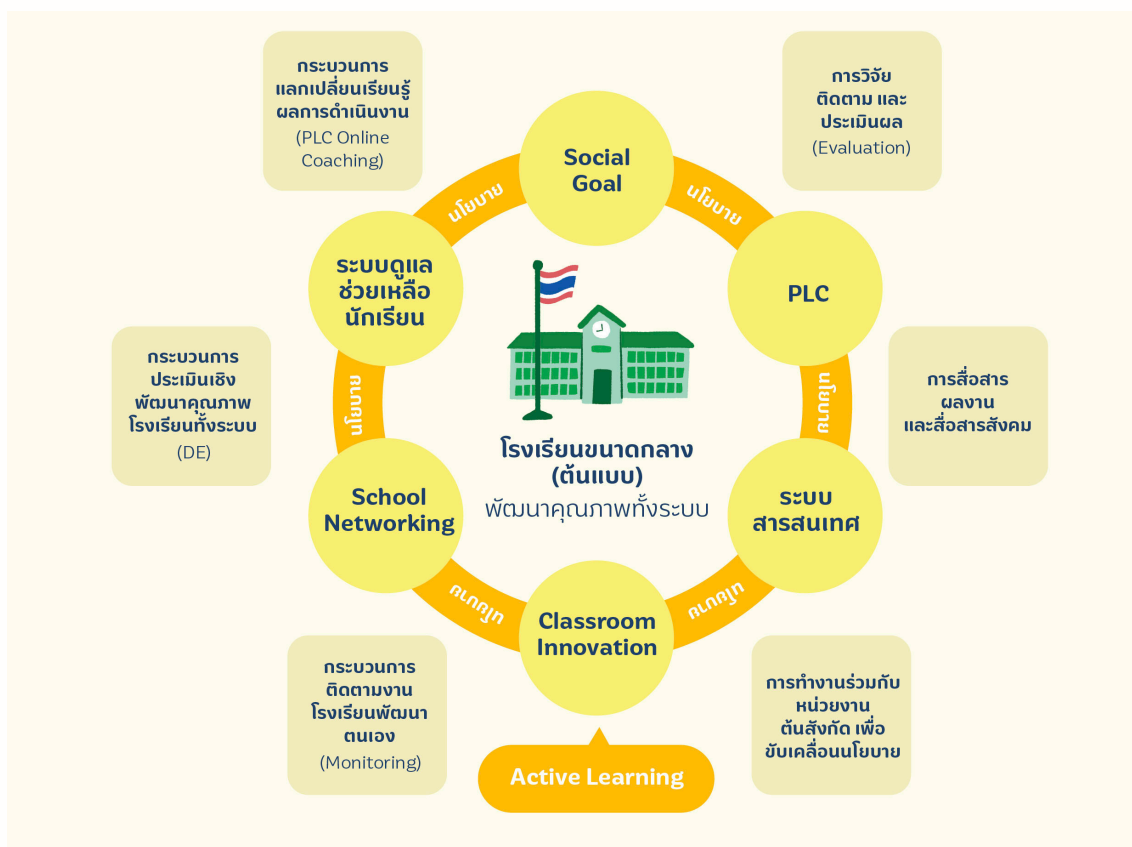 กระบวนการ
แลกเปลี่ยนเรียนรู้
ผลการดำเนินงาน
(PLC Online
Coaching)
การวิจัย
ติดตาม และ
ประเมินผล
(Evaluation)
Social
Goal
นโยบาย
นโยบาย
ระบบดูแล
ช่วยเหลือ
นักเรียน
PLC
กระบวนการ
ประเมินเชิง
พัฒนาคุณภาพ
โรงเรียนทั้งระบบ
(DE)
นโยบาย
นโยบาย
การสื่อสาร
ผลงาน
และสื่อสารสังคม
โรงเรียนขนาดกลาง
(ต้นแบบ)
พัฒนาคุณภาพทั้งระบบ
School
Networking
ระบบ
สารสนเทศ
นโยบาย
นโยบาย
Classroom
Innovation
กระบวนการ
ติดตามงาน
โรงเรียนพัฒนา
ตนเอง
(Monitoring)
การทำงานร่วมกับ
หน่วยงาน
ต้นสังกัด เพื่อ
ขับเคลื่อนนโยบาย
Active Learning